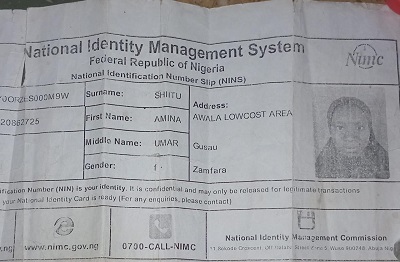 National Identity Management System
Federal Republic of Nigeria
National Identification Number Slip (NINS)
Nimc
Surname: SHIITU
Address:
20882725
First Name: AMINA
AWALA LOWCOST AREA
Middle Name: UMAR
Gusau
Gender: f
Zamfara
Number (NIN) is your identity. It is confidential and may only be released for legitimate transactions
your National Identity Card is ready (For any enquiries, please contact)
www.nimc.gov.ng
0700-CALL-NIMC
National Identity Management Commission